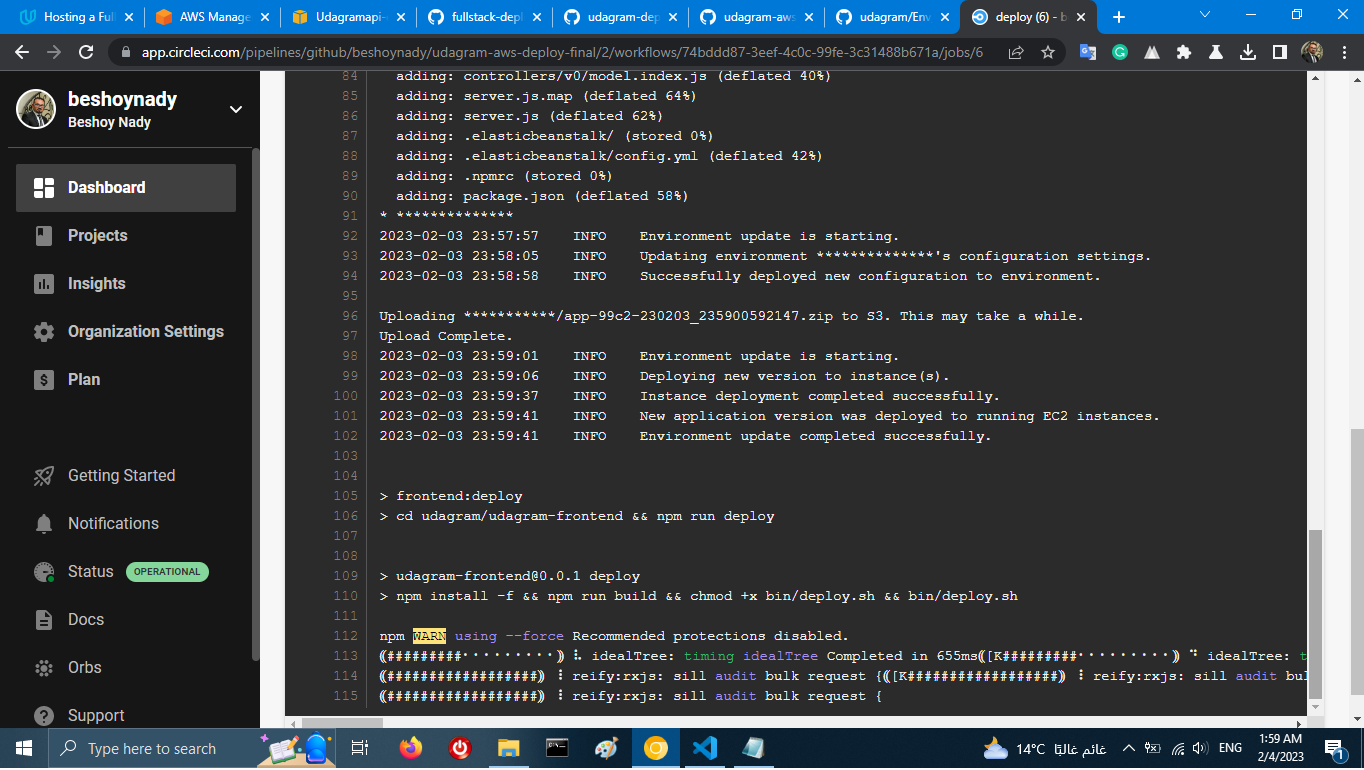 Hosting a Full
AWS Manage
Udagramapi-
fullstack-dep
udagram-dep
udagram-aws
udagram/Env
deploy (6) - b
app.circleci.com/pipelines/github/beshoynady/udagram-aws-deploy-final/2/workflows/74bddd87-3eef-4c0c-99fe-3c31488b671a/jobs/6
beshoynady
Beshoy Nady
Dashboard
Projects
Insights
Organization Settings
Plan
Getting Started
Notifications
Status OPERATIONAL
Docs
Orbs
Support
84 adding: controllers/v0/model.index.js (deflated 40%)
85 adding: server.js.map (deflated 64%)
86 adding: server.js (deflated 62%)
87 adding: .elasticbeanstalk/ (stored 0%)
88 adding: .elasticbeanstalk/config.yml (deflated 42%)
89 adding: .npmrc (stored 0%)
90 adding: package.json (deflated 58%)
91 * **************
92 2023-02-03 23:57:57 INFO Environment update is starting.
93 2023-02-03 23:58:05 INFO Updating environment **************'s configuration settings.
94 2023-02-03 23:58:58 INFO Successfully deployed new configuration to environment.
95
96 Uploading ***********/app-99c2-230203_235900592147.zip to S3. This may take a while.
97 Upload Complete.
98 2023-02-03 23:59:01 INFO Environment update is starting.
99 2023-02-03 23:59:06 INFO Deploying new version to instance(s).
100 2023-02-03 23:59:37 INFO Instance deployment completed successfully.
101 2023-02-03 23:59:41 INFO New application version was deployed to running EC2 instances.
102 2023-02-03 23:59:41 INFO Environment update completed successfully.
103
104
105 > frontend:deploy
106 > cd udagram/udagram-frontend && npm run deploy
107
108
109 > udagram-frontend@0.0.1 deploy
110 > npm install -f && npm run build && chmod +x bin/deploy.sh && bin/deploy.sh
111
112 npm WARN using --force Recommended protections disabled.
113 ⸨#########⠂⠂⠂⠂⠂⠂⠂⠂⠂⸩ ⠧ idealTree: timing idealTree Completed in 655ms⸨[K#########⠂⠂⠂⠂⠂⠂⠂⠂⠂⸩ ⠙ idealTree: t
114 ⸨##################⸩ ⠇ reify:rxjs: sill audit bulk request {⸨[K##################⸩ ⠇ reify:rxjs: sill audit bul
115 ⸨##################⸩ ⠇ reify:rxjs: sill audit bulk request {
Type here to search
14°C غائم غالبًا
ENG
1:59 AM
2/4/2023
1